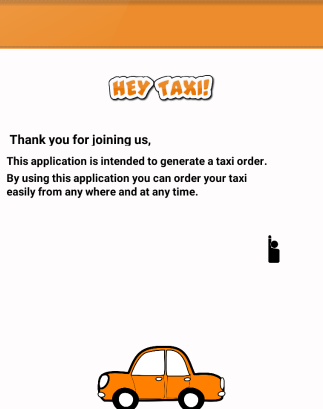 HEY TAXI!
Thank you for joining us,
This application is intended to generate a taxi order.
By using this application you can order your taxi
easily from any where and at any time.